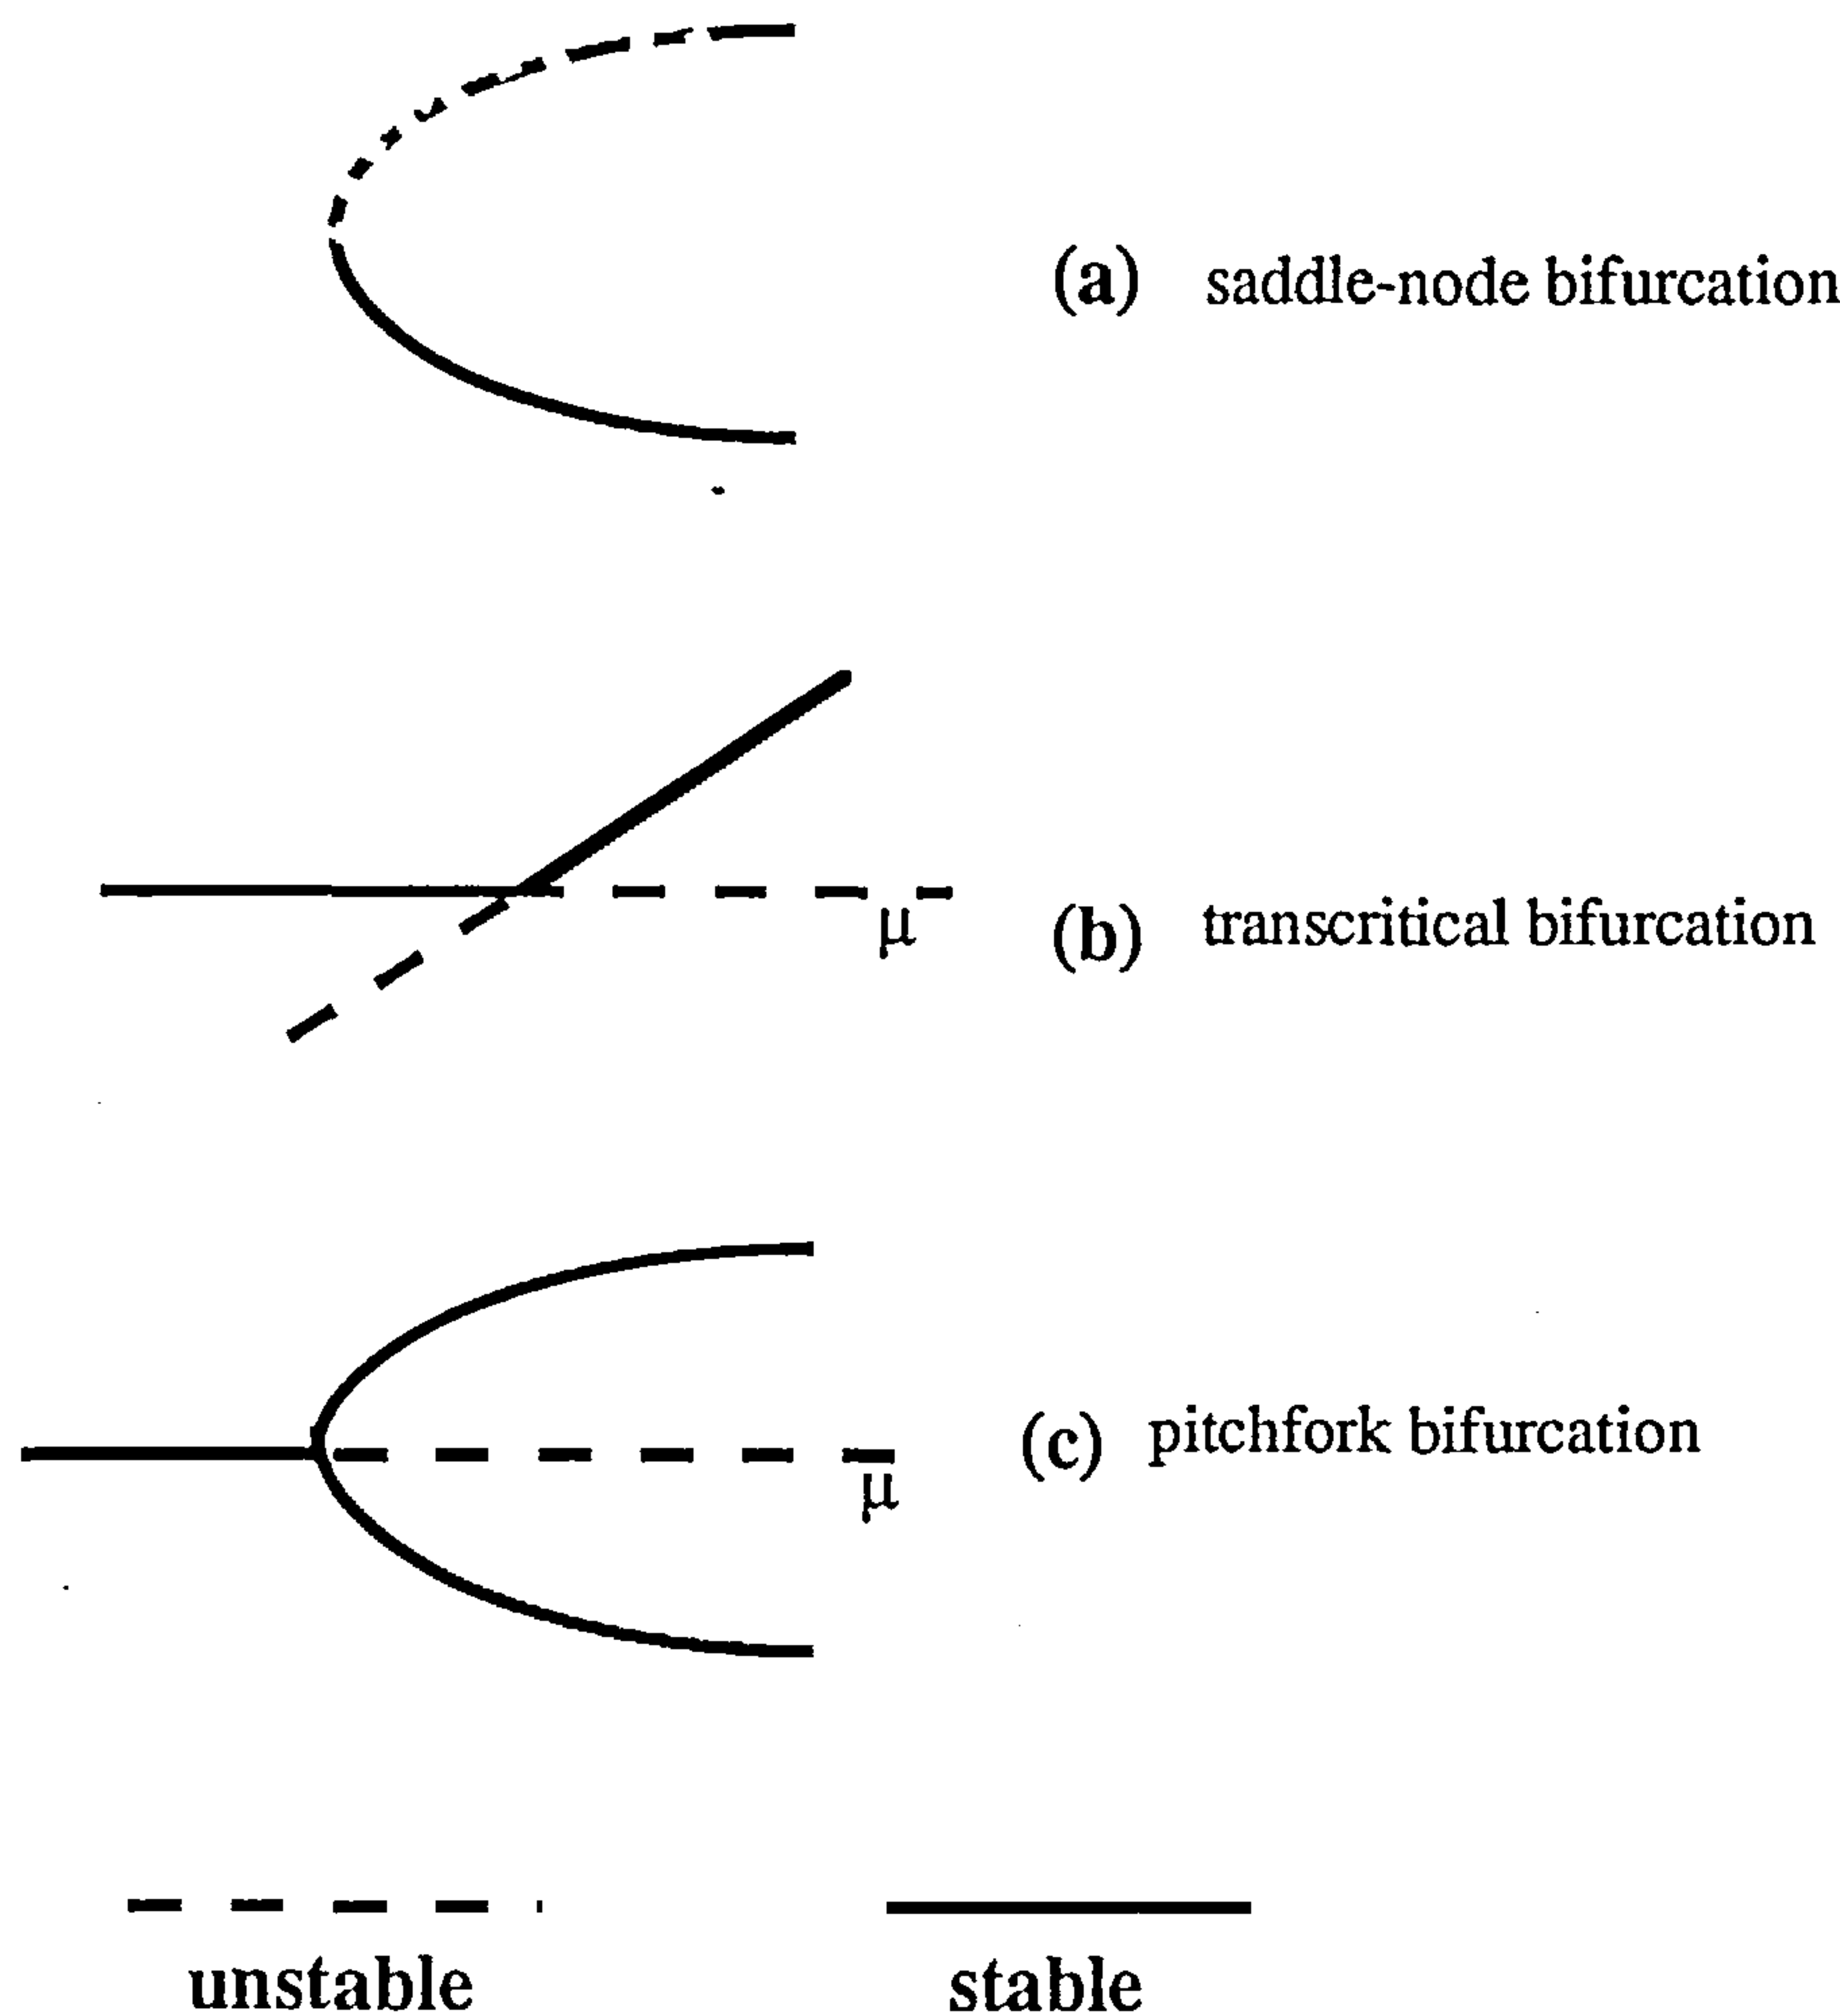 (a) saddle-node bifurcation
μ
(b) transcritical bifurcation
(c) pitchfork bifurcation
μ
unstable stable